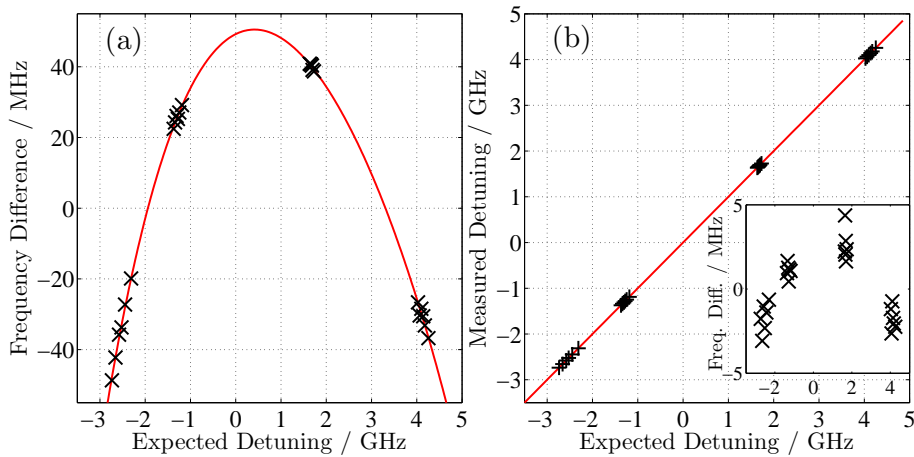 (a)
40
20
0
−20
−40
−3 −2 −1 0 1 2 3 4 5
Expected Detuning / GHz
Frequency Difference / MHz
(b)
5
4
3
2
1
0
−1
−2
−3
−3 −2 −1 0 1 2 3 4 5
Expected Detuning / GHz
Measured Detuning / GHz
5
0
−5
−2 0 2 4
Freq. Diff. / MHz